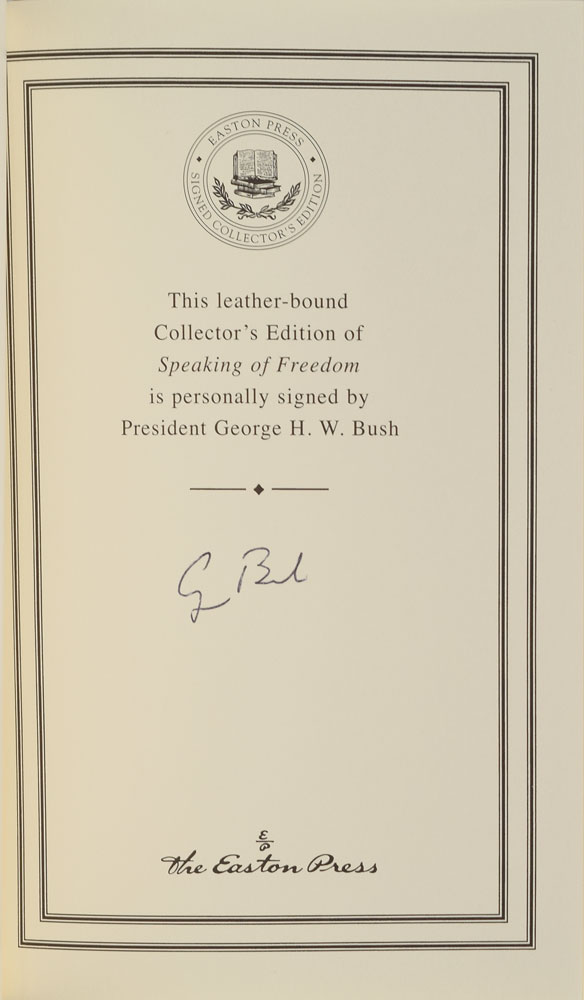 EASTON PRESS
SIGNED COLLECTOR'S EDITION
This leather-bound
Collector's Edition of
Speaking of Freedom
is personally signed by
President George H. W. Bush
G Bush
E
P
the Easton Press